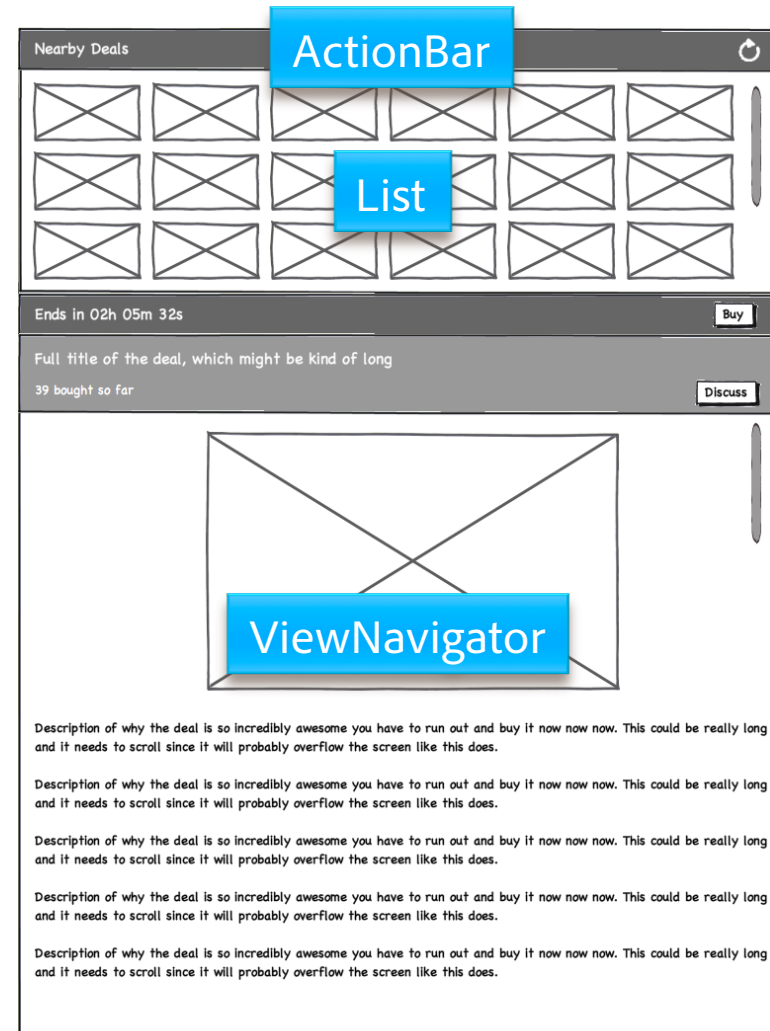 Nearby Deals
ActionBar
List
Ends in 02h 05m 32s
Buy
Full title of the deal, which might be kind of long
39 bought so far
Discuss
ViewNavigator
Description of why the deal is so incredibly awesome you have to run out and buy it now now now. This could be really long
and it needs to scroll since it will probably overflow the screen like this does.
Description of why the deal is so incredibly awesome you have to run out and buy it now now now. This could be really long
and it needs to scroll since it will probably overflow the screen like this does.
Description of why the deal is so incredibly awesome you have to run out and buy it now now now. This could be really long
and it needs to scroll since it will probably overflow the screen like this does.
Description of why the deal is so incredibly awesome you have to run out and buy it now now now. This could be really long
and it needs to scroll since it will probably overflow the screen like this does.
Description of why the deal is so incredibly awesome you have to run out and buy it now now now. This could be really long
and it needs to scroll since it will probably overflow the screen like this does.